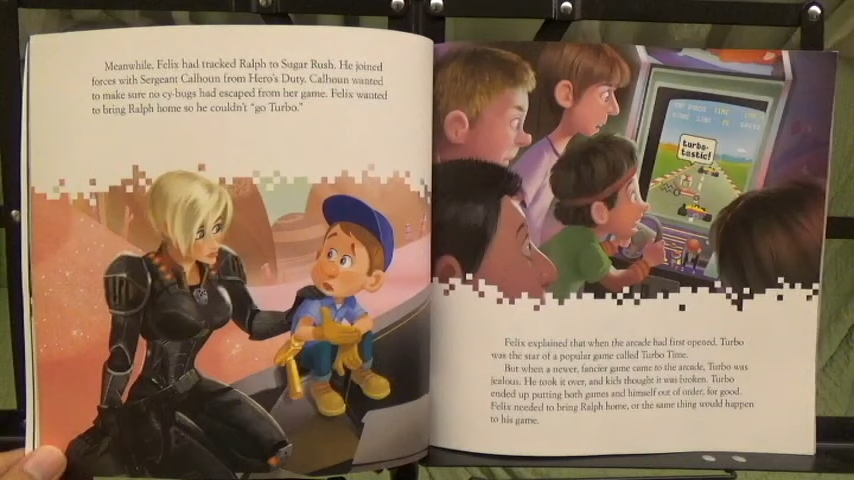 Meanwhile, Felix had tracked Ralph to Sugar Rush. He joined
forces with Sergeant Calhoun from Hero's Duty. Calhoun wanted
to make sure no cy-bugs had escaped from her game. Felix wanted
to bring Ralph home so he couldn't "go Turbo."
turbo-
tastic!
Felix explained that when the arcade had first opened, Turbo
was the star of a popular game called Turbo Time.
But when a newer, fancier game came to the arcade, Turbo was
jealous. He took it over, and kids thought it was broken. Turbo
ended up putting both games and himself out of order, for good.
Felix needed to bring Ralph home, or the same thing would happen
to his game.